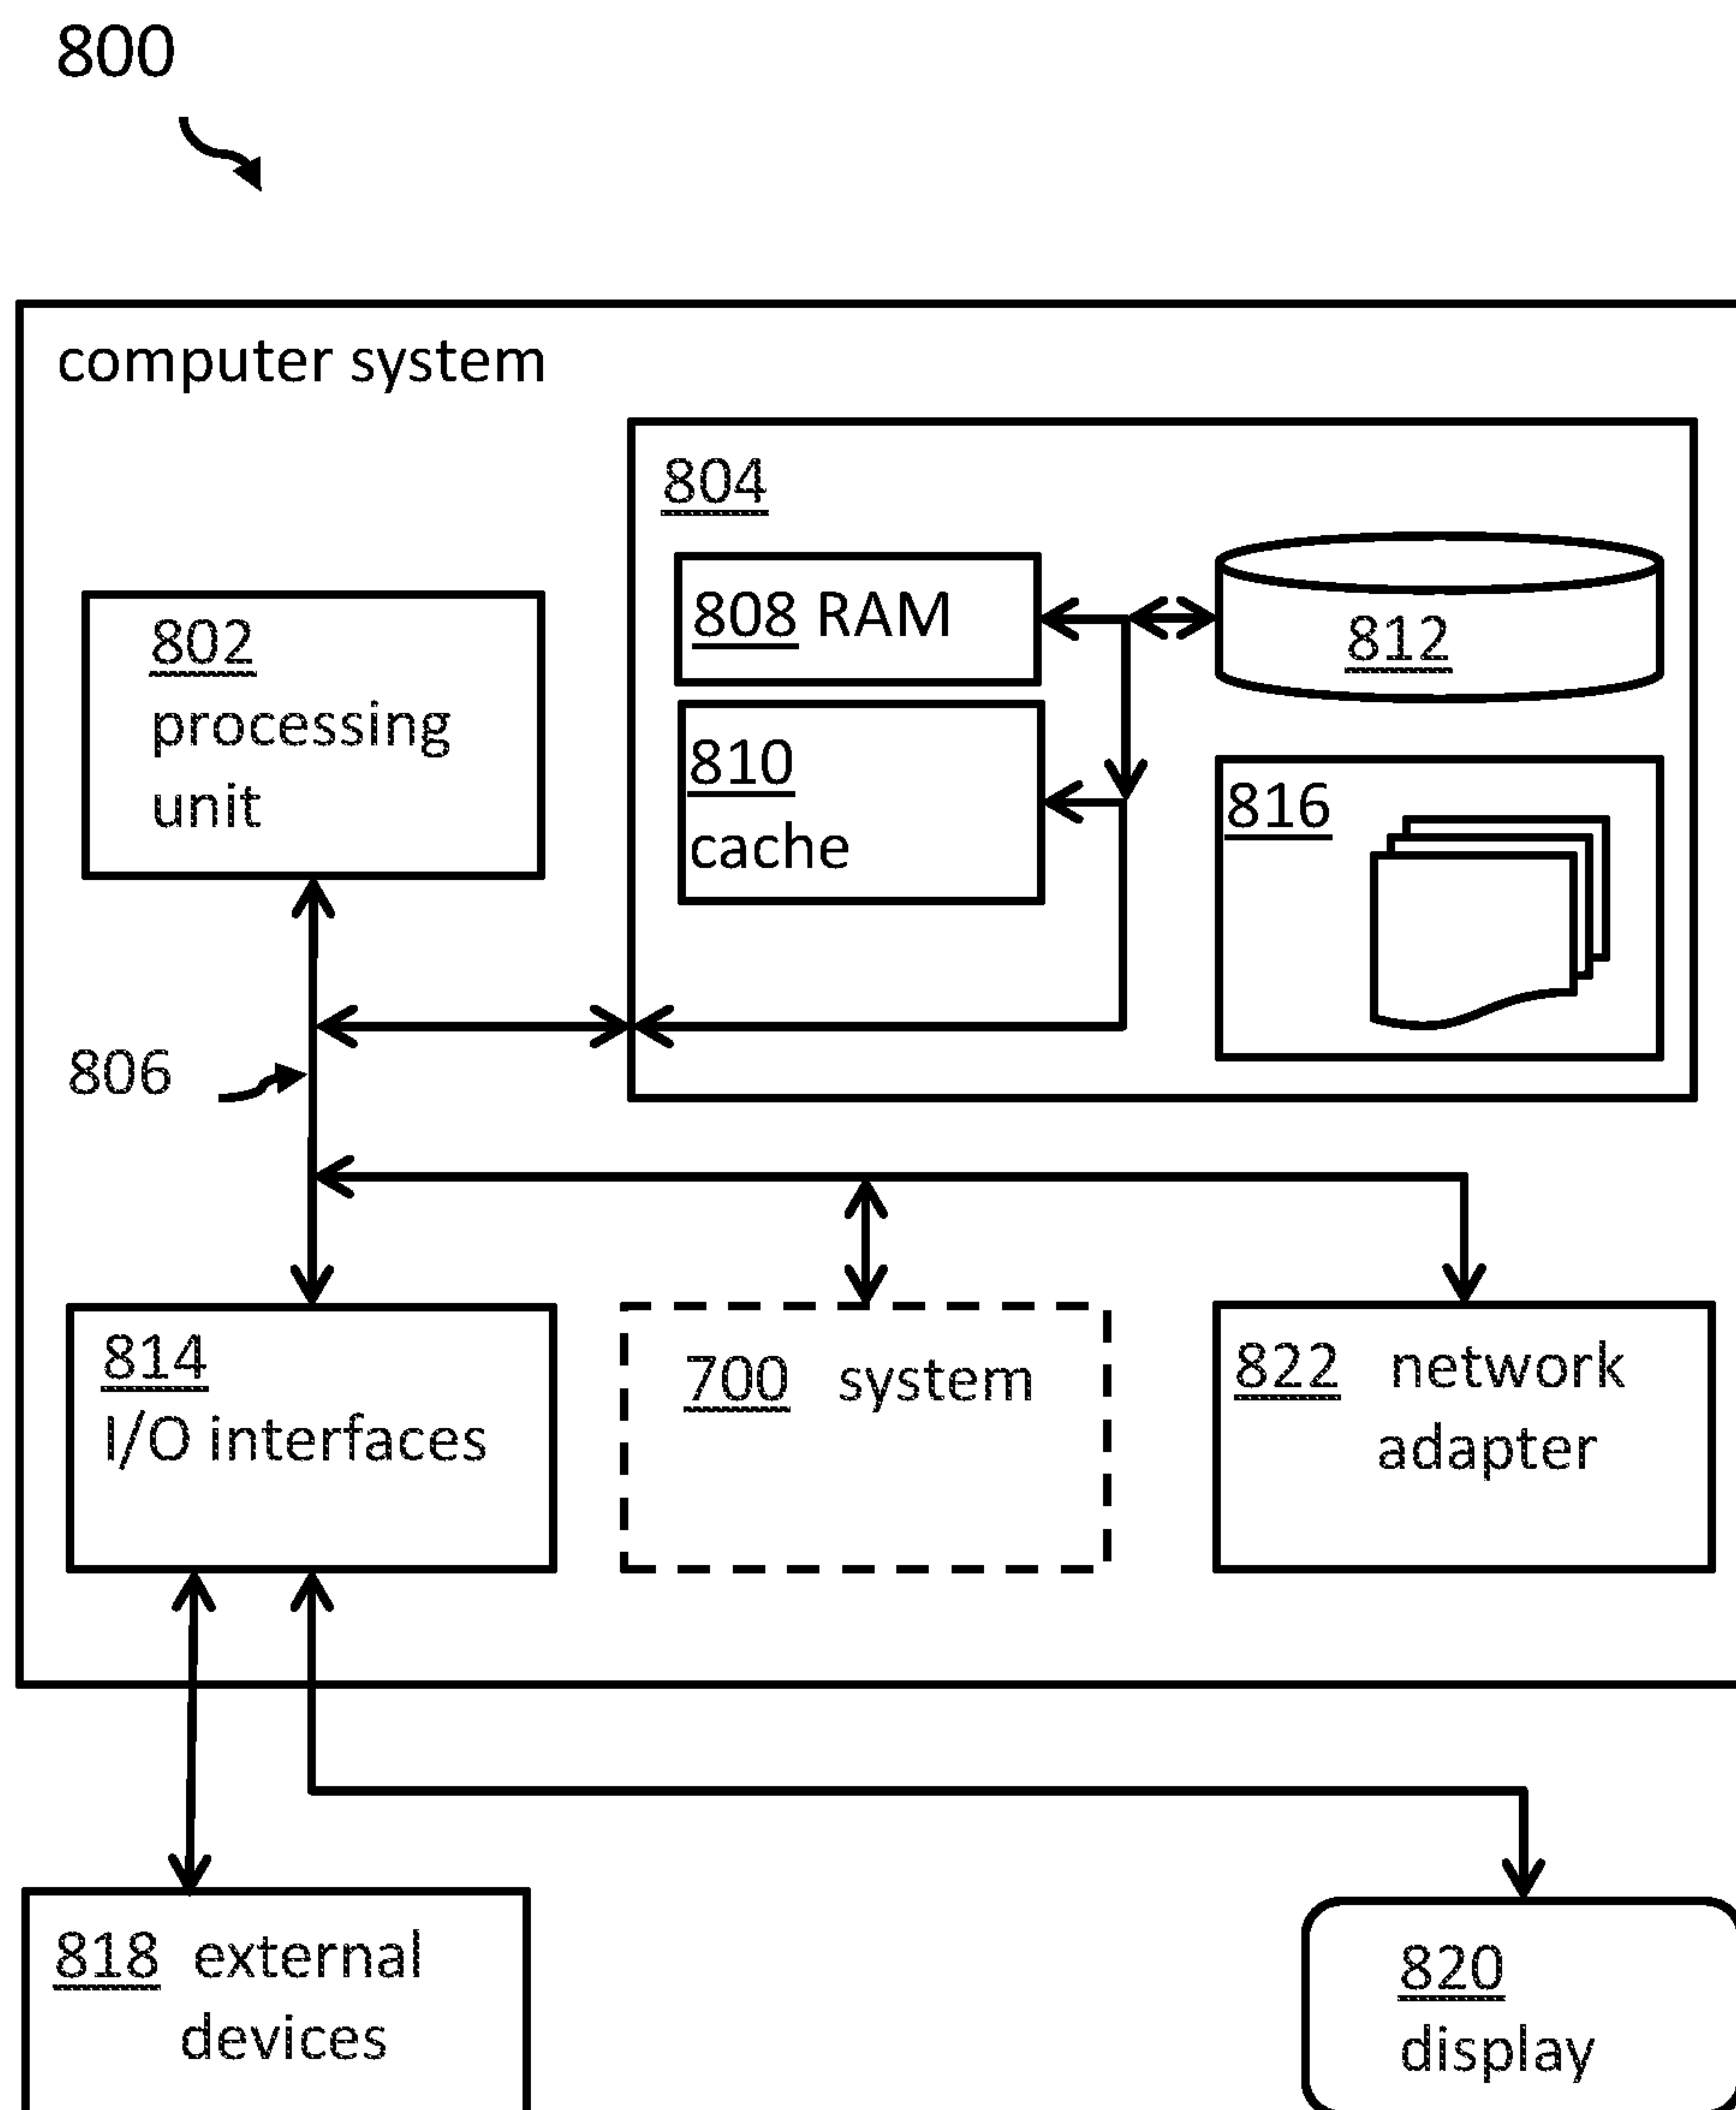 800
computer system
804
808 RAM
812
802
processing
unit
810
cache
816
806
814
I/O interfaces
700 system
822 network
adapter
818 external
devices
820
display